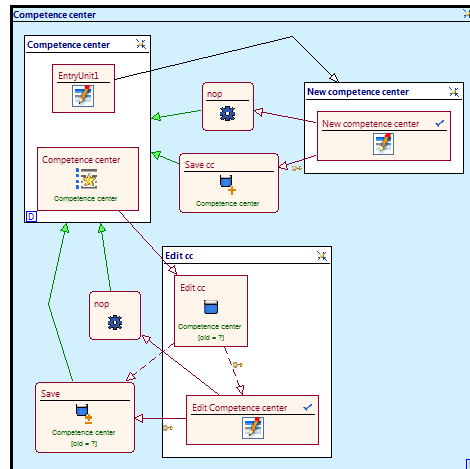 Competence center
Competence center
EntryUnit1
nop
New competence center
New competence center
Competence center
Competence center
Save cc
Competence center
D
Edit cc
Edit cc
Competence center
[oid = ?]
nop
Save
Competence center
[oid = ?]
Edit Competence center